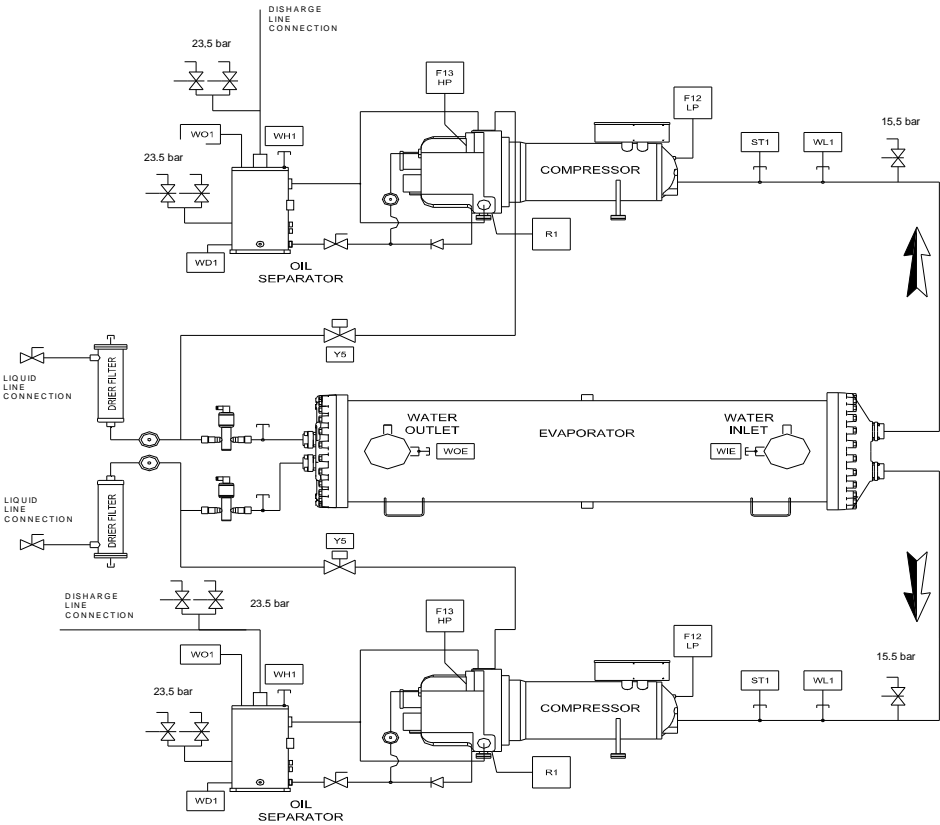 DISHARGE
LINE
CONNECTION
23,5 bar
F13
HP
F12
LP
15,5 bar
WO1
WH1
ST1
WL1
23.5 bar
COMPRESSOR
R1
WD1
OIL
SEPARATOR
Y5
LIQUID
LINE
CONNECTION
DRIER FILTER
WATER
OUTLET
EVAPORATOR
WATER
INLET
WOE
WIE
LIQUID
LINE
CONNECTION
DRIER FILTER
Y5
DISHARGE
LINE
CONNECTION
23.5 bar
F13
HP
F12
LP
15.5 bar
WO1
WH1
ST1
WL1
23,5 bar
COMPRESSOR
R1
WD1
OIL
SEPARATOR